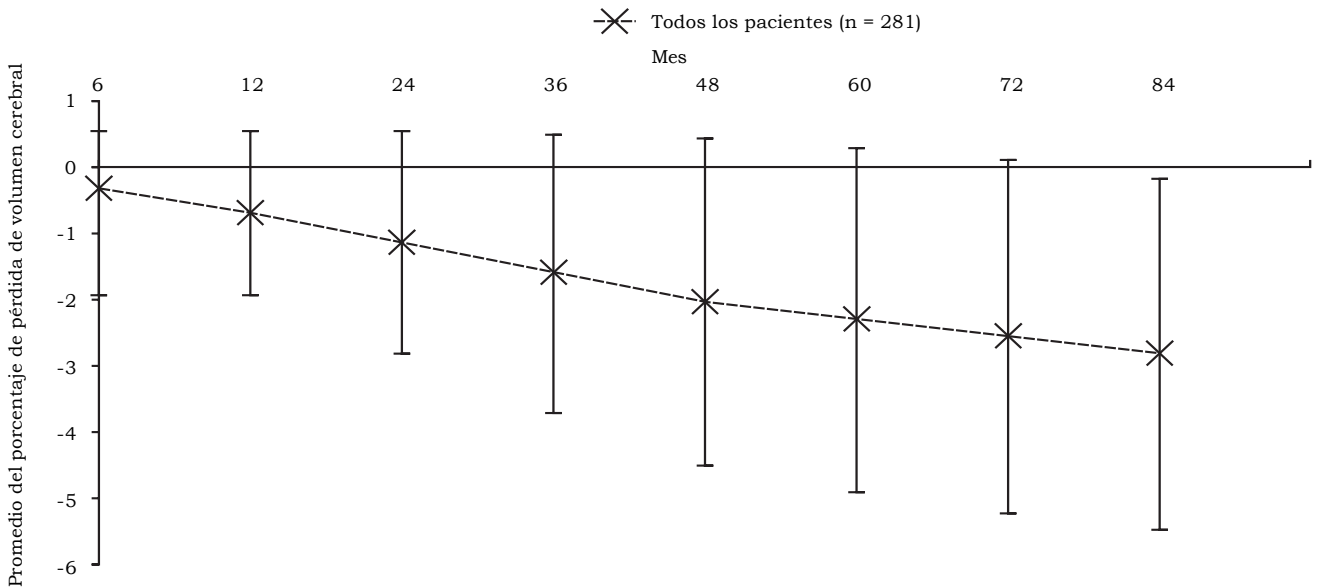 Todos los pacientes (n = 281)
Mes
6 12 24 36 48 60 72 84
Promedio del porcentaje de pérdida de volumen cerebral
1
0
-1
-2
-3
-4
-5
-6